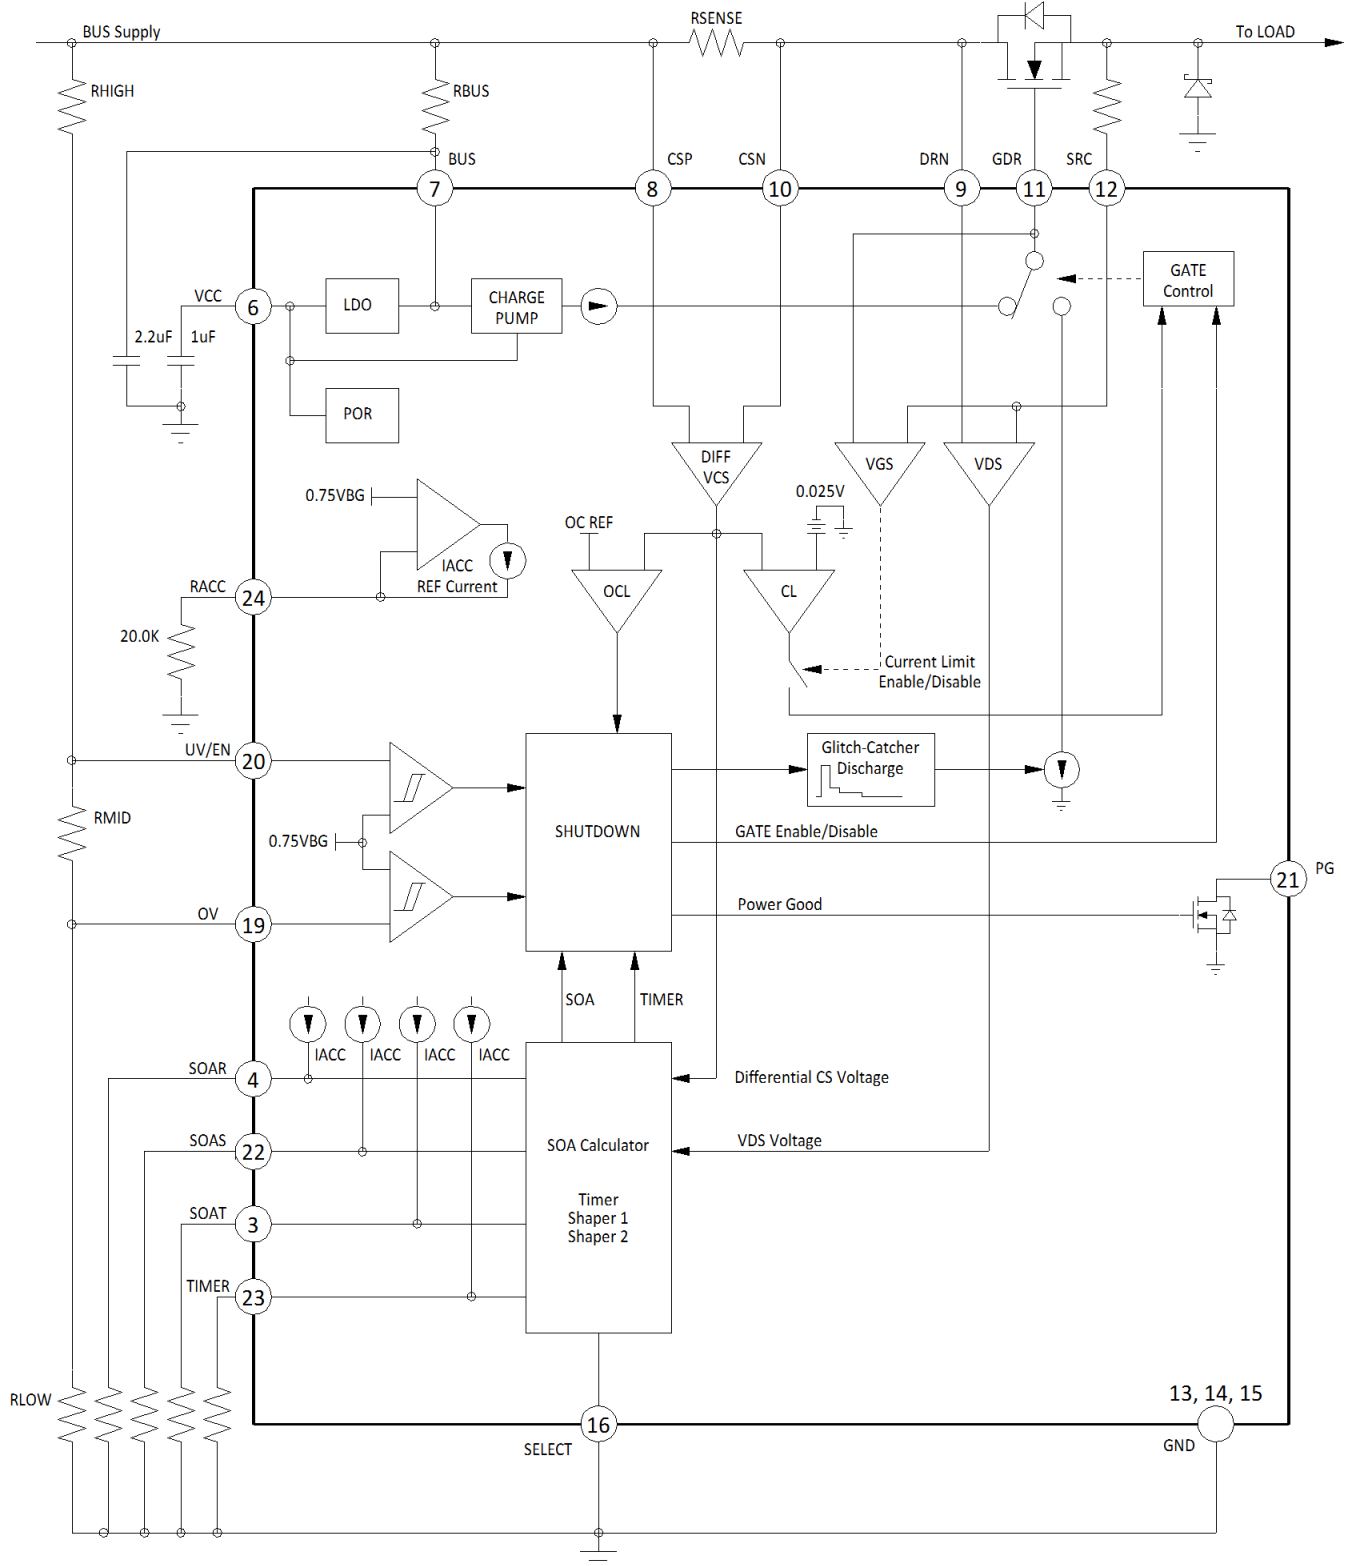 RSENSE
BUS Supply
To LOAD
RHIGH
RBUS
BUS
CSP
CSN
DRN
GDR
SRC
7
8
10
9
11
12
VCC
6
LDO
CHARGE
PUMP
GATE
Control
2.2uF
1uF
POR
DIFF
VCS
VGS
VDS
0.75VBG
0.025V
OC REF
IACC
REF Current
RACC
24
OCL
CL
20.0K
Current Limit
Enable/Disable
UV/EN
20
Glitch-Catcher
Discharge
RMID
0.75VBG
SHUTDOWN
GATE Enable/Disable
PG
21
OV
19
Power Good
SOA
TIMER
IACC
IACC
IACC
IACC
SOAR
4
Differential CS Voltage
SOAS
22
SOA Calculator
VDS Voltage
SOAT
3
Timer
Shaper 1
Shaper 2
TIMER
23
RLOW
13, 14, 15
16
SELECT
GND